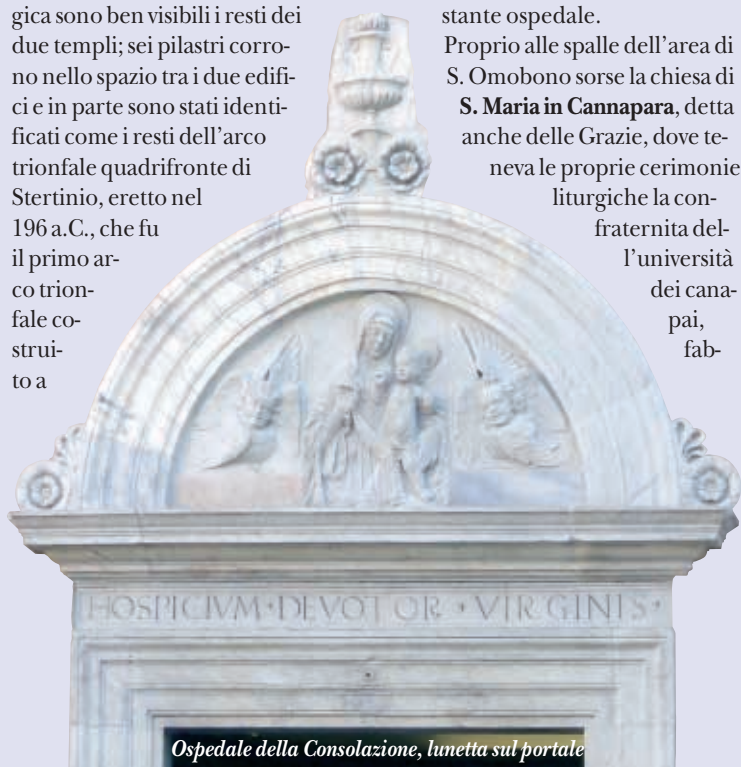 gica sono ben visibili i resti dei
due templi; sei pilastri corro-
no nello spazio tra i due edifi-
ci e in parte sono stati identi-
ficati come i resti dell'arco
trionfale quadrifronte di
Stertinio, eretto nel
196 a.C., che fu
il primo ar-
co trion-
fale co-
strui-
to a
stante ospedale.
Proprio alle spalle dell'area di
S. Omobono sorse la chiesa di
S. Maria in Cannapara, detta
anche delle Grazie, dove te-
neva le proprie cerimonie
liturgiche la con-
fraternita del-
l'università
dei cana-
pai,
fab-
HOSPICIVM·DEVOTOR·VIRGINIS·
Ospedale della Consolazione, lunetta sul portale